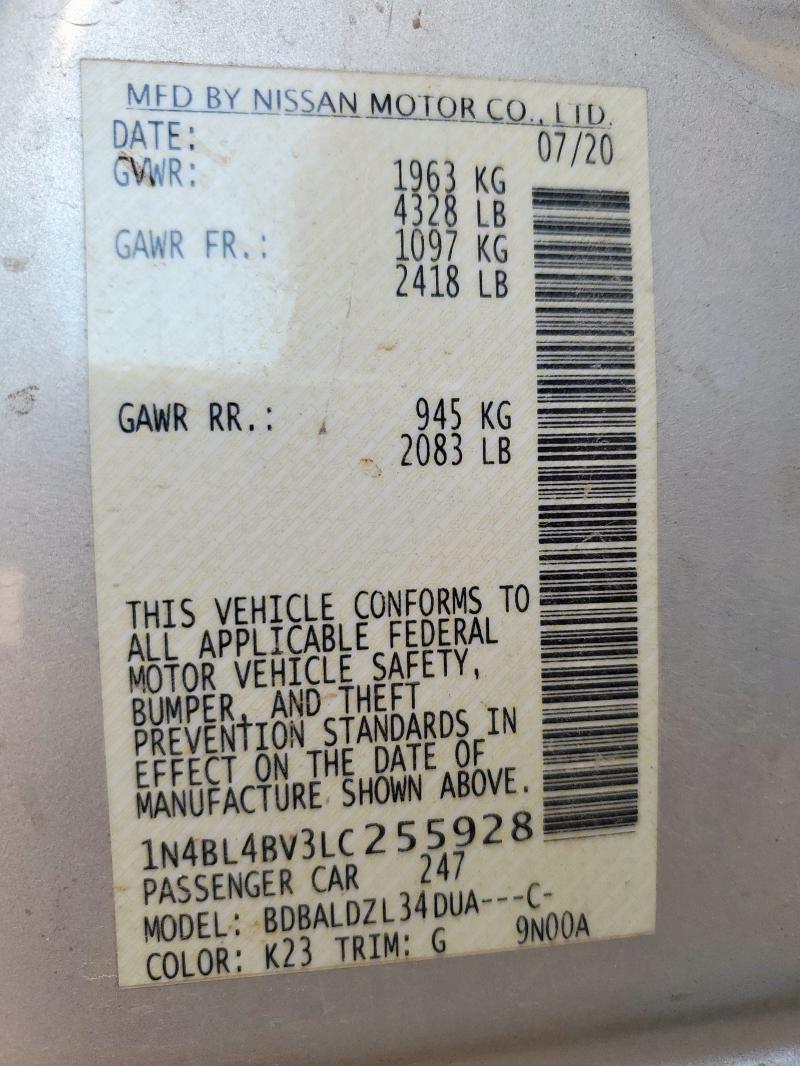 MFD BY NISSAN MOTOR CO., LTD.
DATE: 07/20
GVWR: 1963 KG
4328 LB
GAWR FR.: 1097 KG
2418 LB
GAWR RR.: 945 KG
2083 LB
THIS VEHICLE CONFORMS TO
ALL APPLICABLE FEDERAL
MOTOR VEHICLE SAFETY,
BUMPER, AND THEFT
PREVENTION STANDARDS IN
EFFECT ON THE DATE OF
MANUFACTURE SHOWN ABOVE.
1N4BL4BV3LC255928
PASSENGER CAR 247
MODEL: BDBALDZL34DUA---C-
COLOR: K23 TRIM: G 9N00A